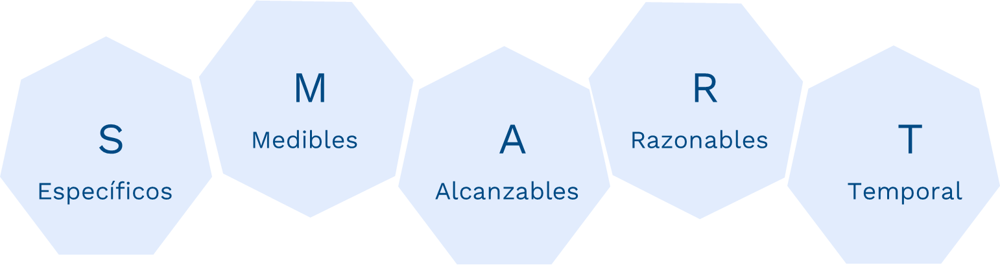 S
Específicos
M
Medibles
A
Alcanzables
R
Razonables
T
Temporal